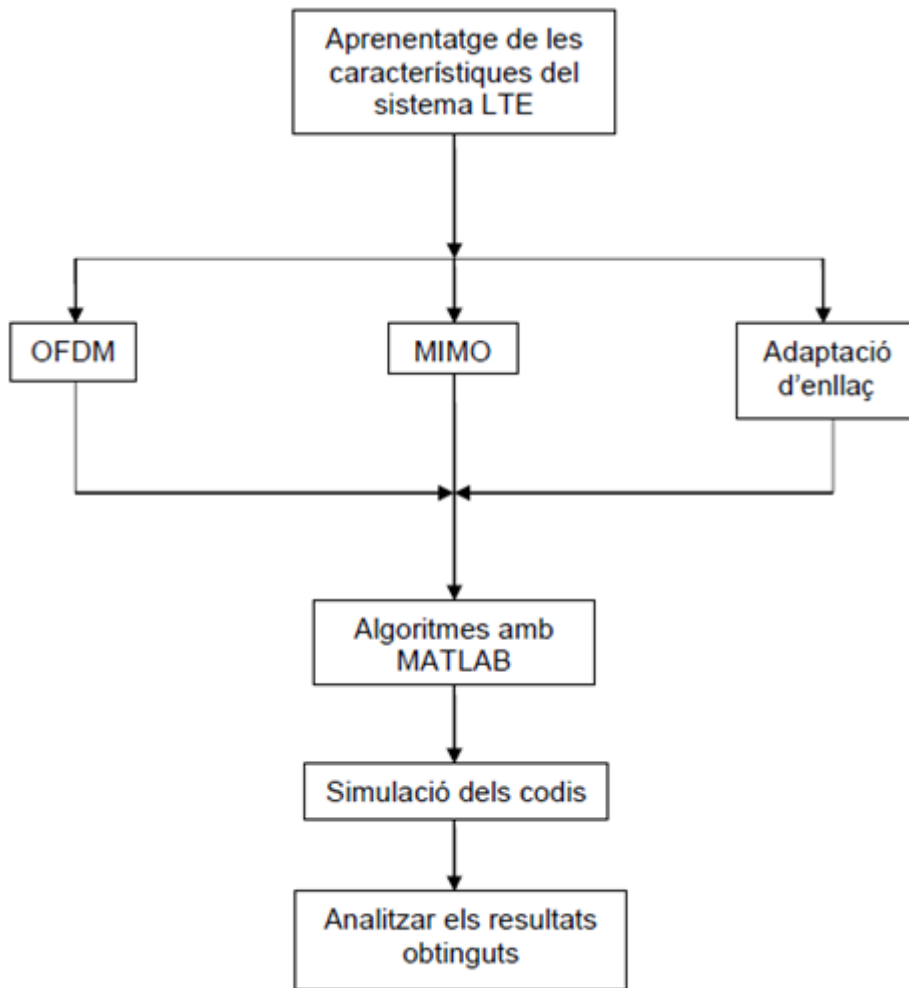 Aprenentatge de les
característiques del
sistema LTE
OFDM
MIMO
Adaptació
d'enllaç
Algoritmes amb
MATLAB
Simulació dels codis
Analitzar els resultats
obtinguts